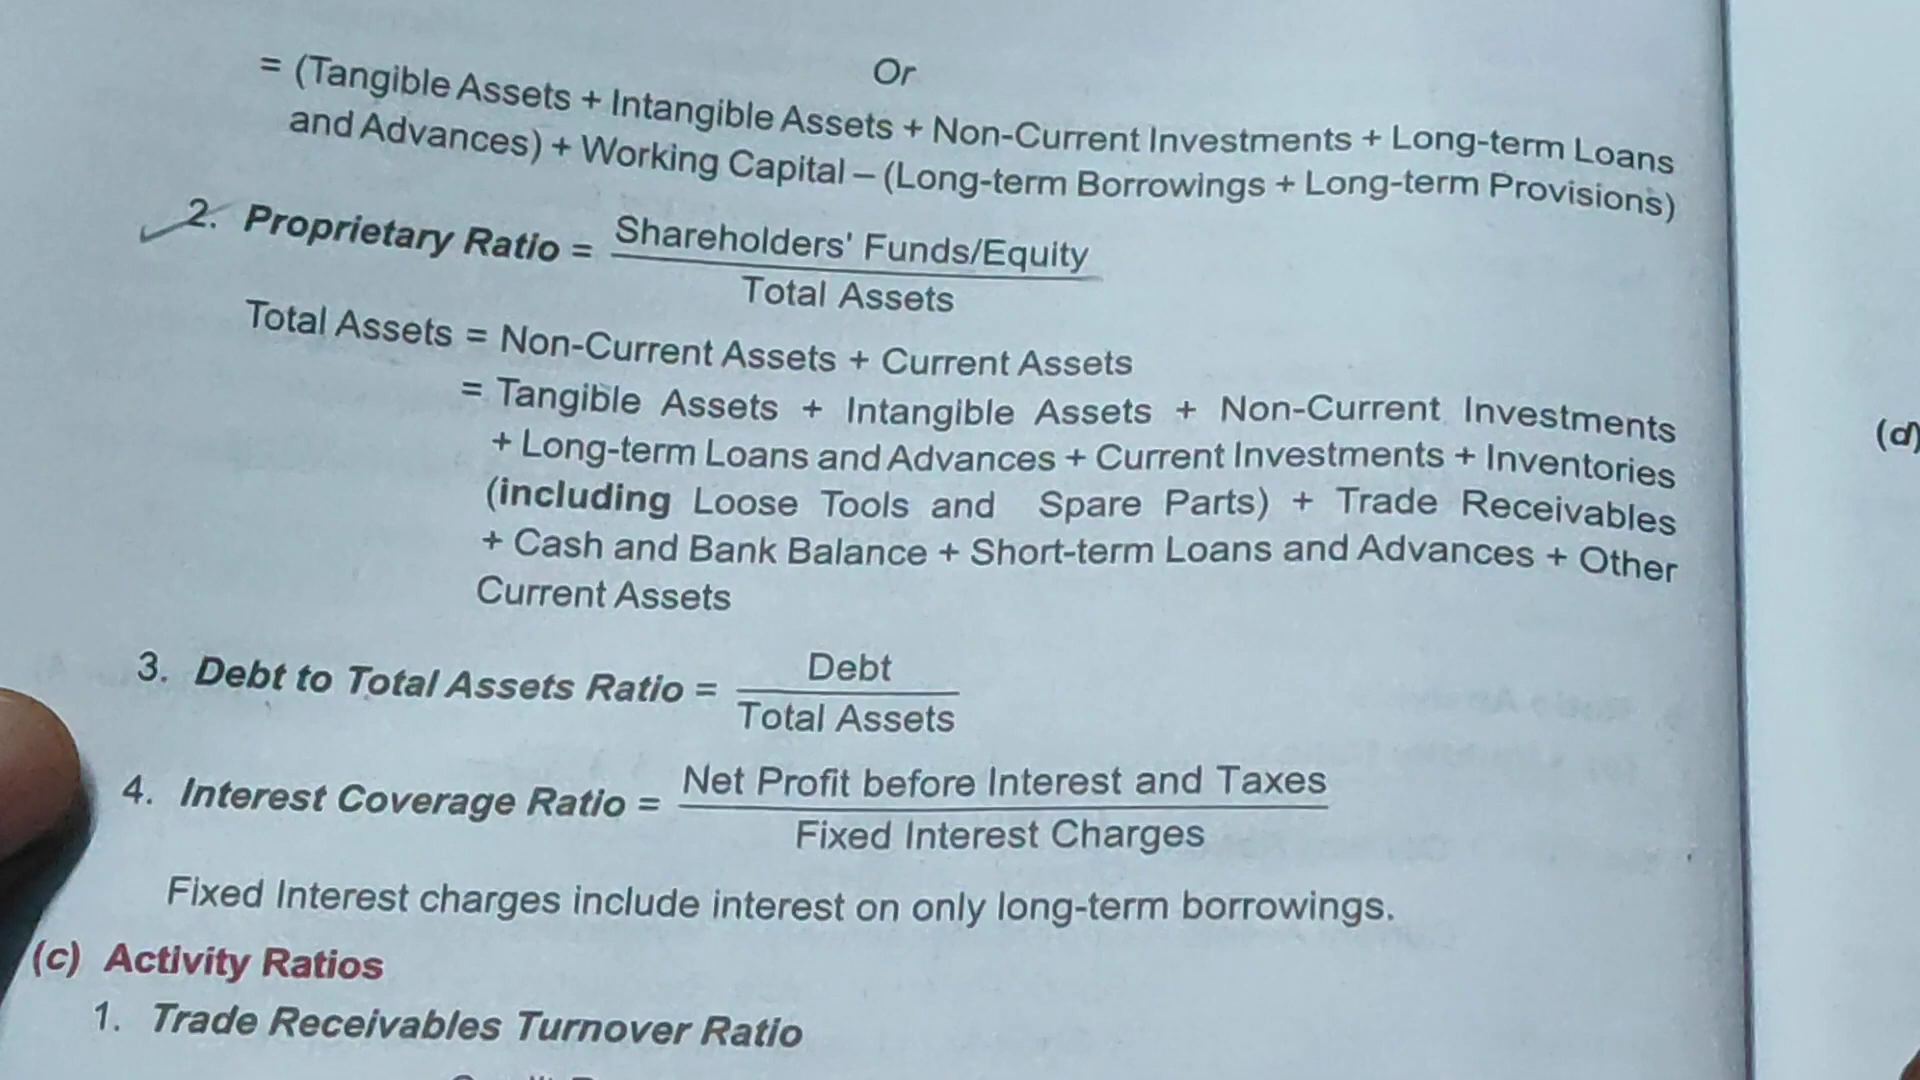 Or
= (Tangible Assets + Intangible Assets + Non-Current Investments + Long-term Loans
and Advances) + Working Capital – (Long-term Borrowings + Long-term Provisions)
2. Proprietary Ratio = Shareholders' Funds/Equity
Total Assets
Total Assets = Non-Current Assets + Current Assets
= Tangible Assets + Intangible Assets + Non-Current Investments
+ Long-term Loans and Advances + Current Investments + Inventories
(including Loose Tools and Spare Parts) + Trade Receivables
+ Cash and Bank Balance + Short-term Loans and Advances + Other
Current Assets
3. Debt to Total Assets Ratio = Debt
Total Assets
4. Interest Coverage Ratio = Net Profit before Interest and Taxes
Fixed Interest Charges
Fixed Interest charges include interest on only long-term borrowings.
(c) Activity Ratios
1. Trade Receivables Turnover Ratio
(d)